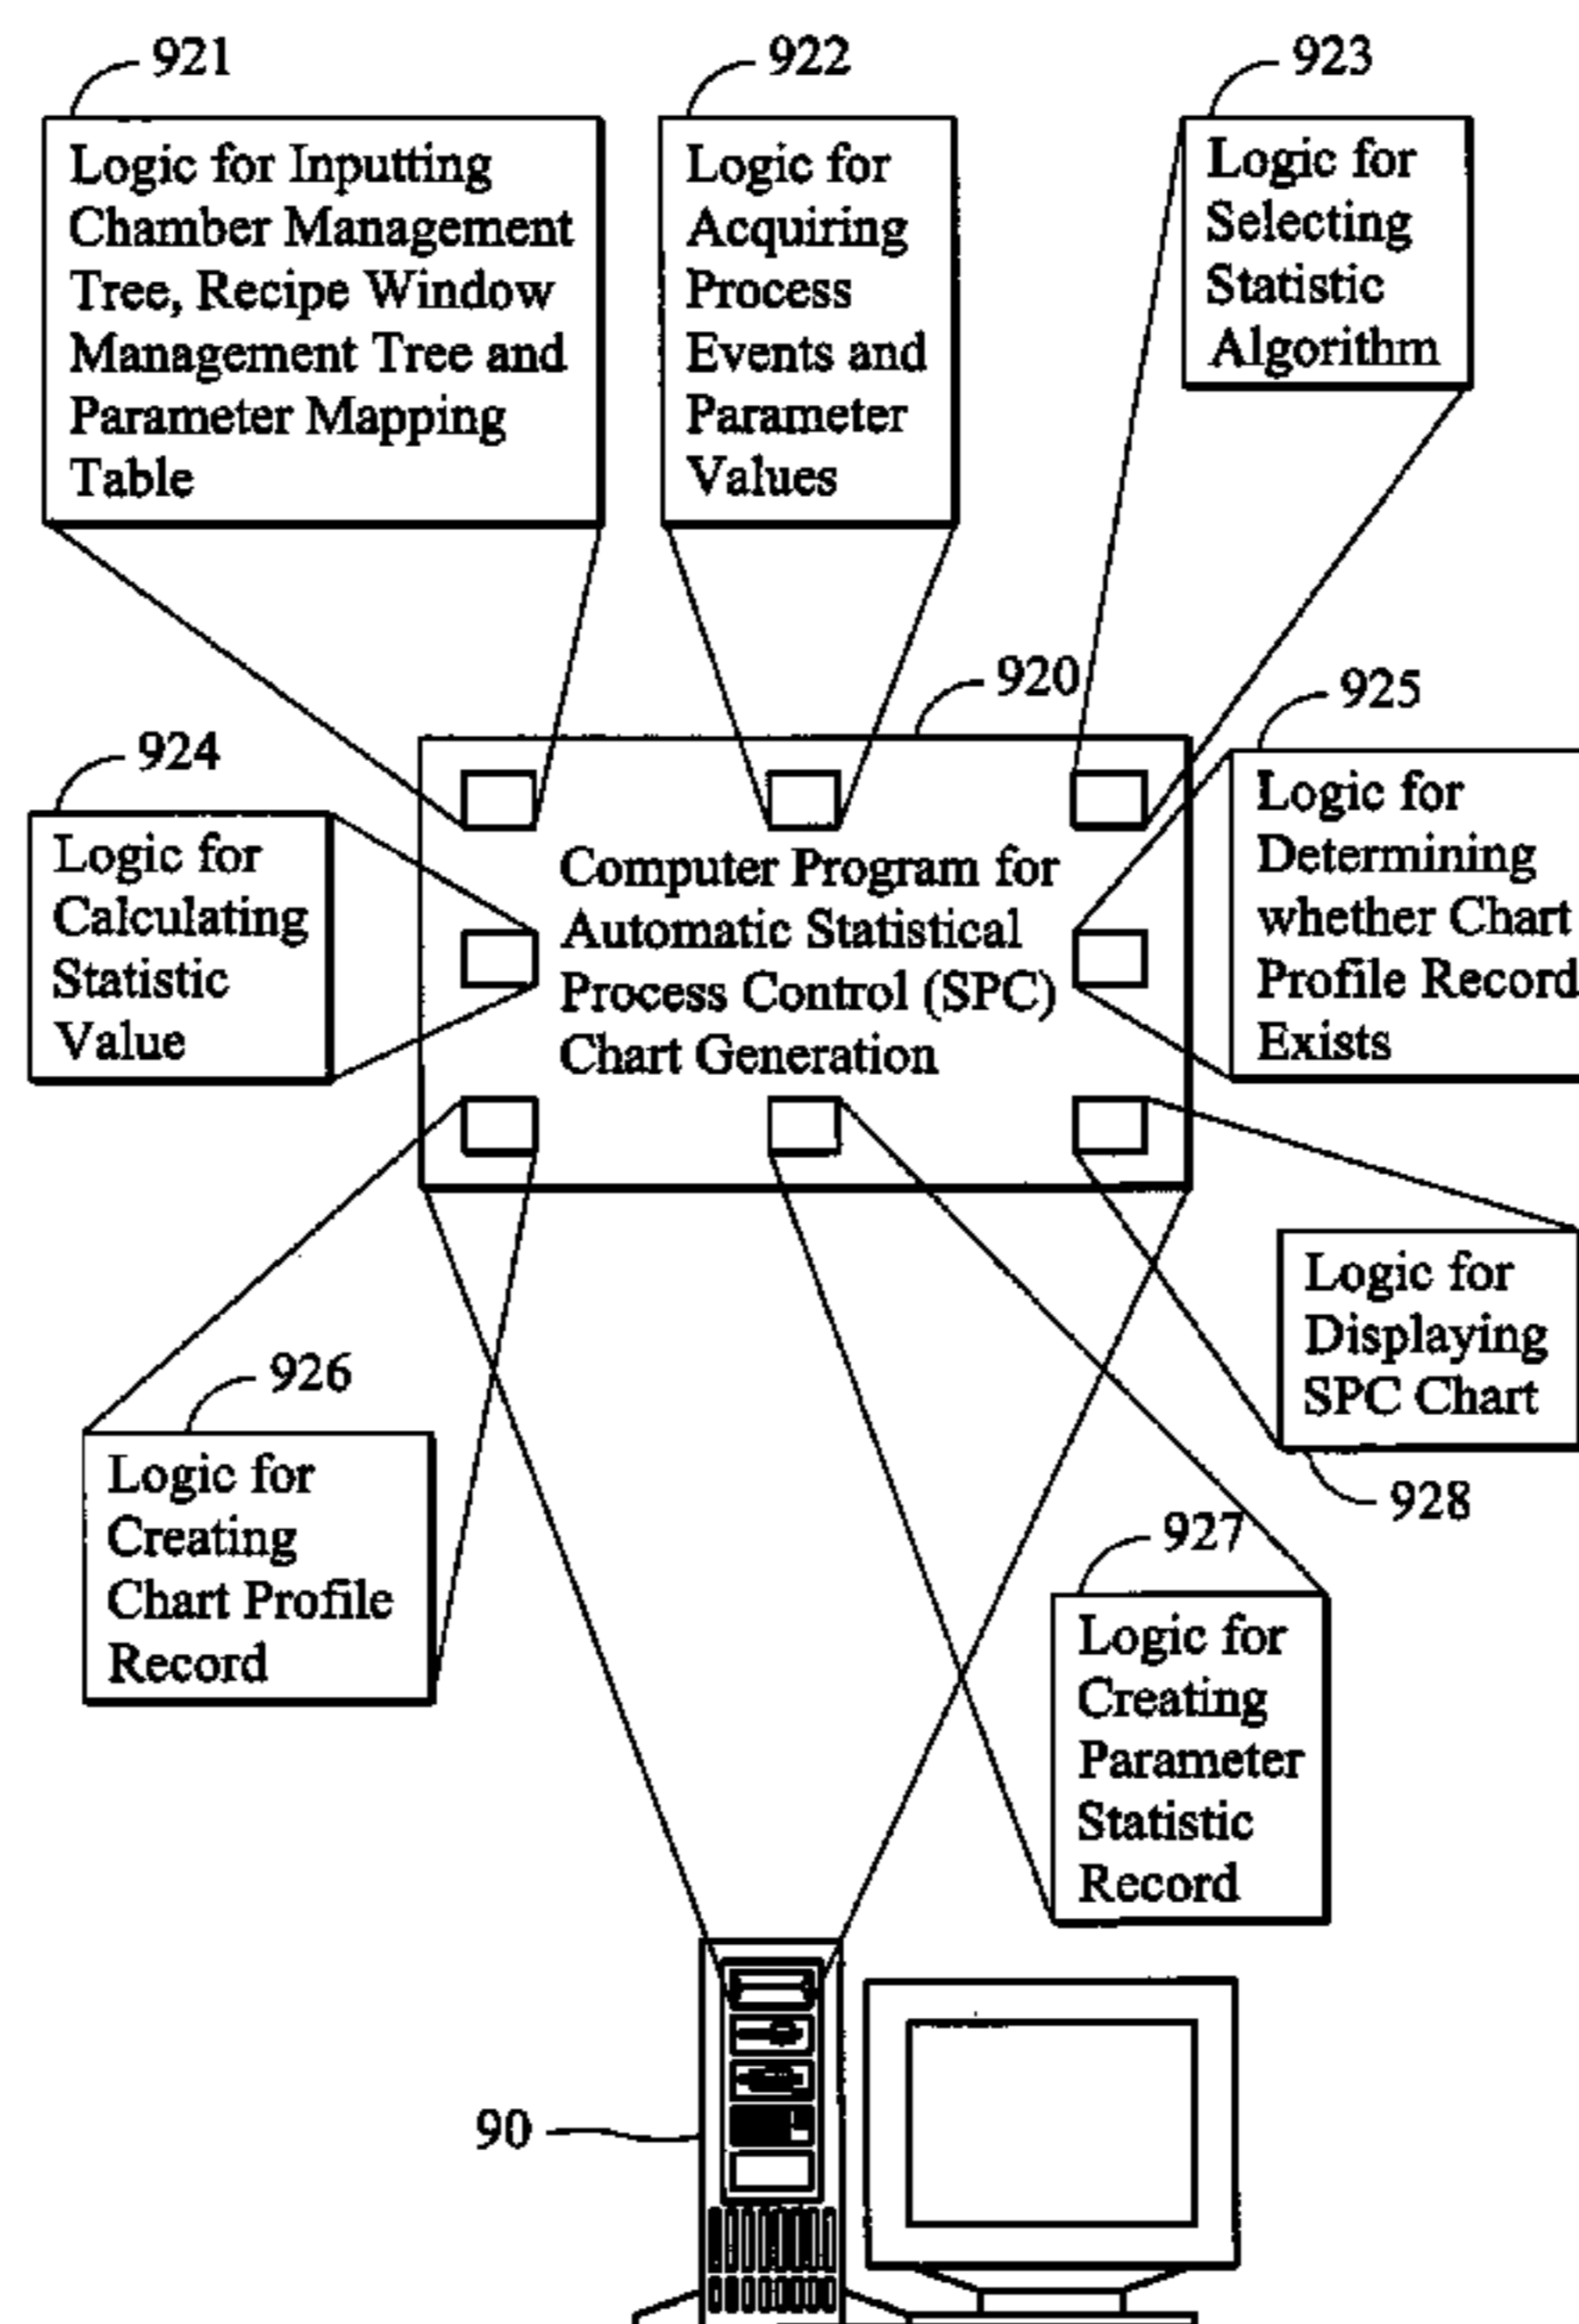 921
Logic for Inputting
Chamber Management
Tree, Recipe Window
Management Tree and
Parameter Mapping
Table
922
Logic for
Acquiring
Process
Events and
Parameter
Values
923
Logic for
Selecting
Statistic
Algorithm
920
Computer Program for
Automatic Statistical
Process Control (SPC)
Chart Generation
924
Logic for
Calculating
Statistic
Value
925
Logic for
Determining
whether Chart
Profile Record
Exists
926
Logic for
Creating
Chart Profile
Record
927
Logic for
Creating
Parameter
Statistic
Record
Logic for
Displaying
SPC Chart
928
90